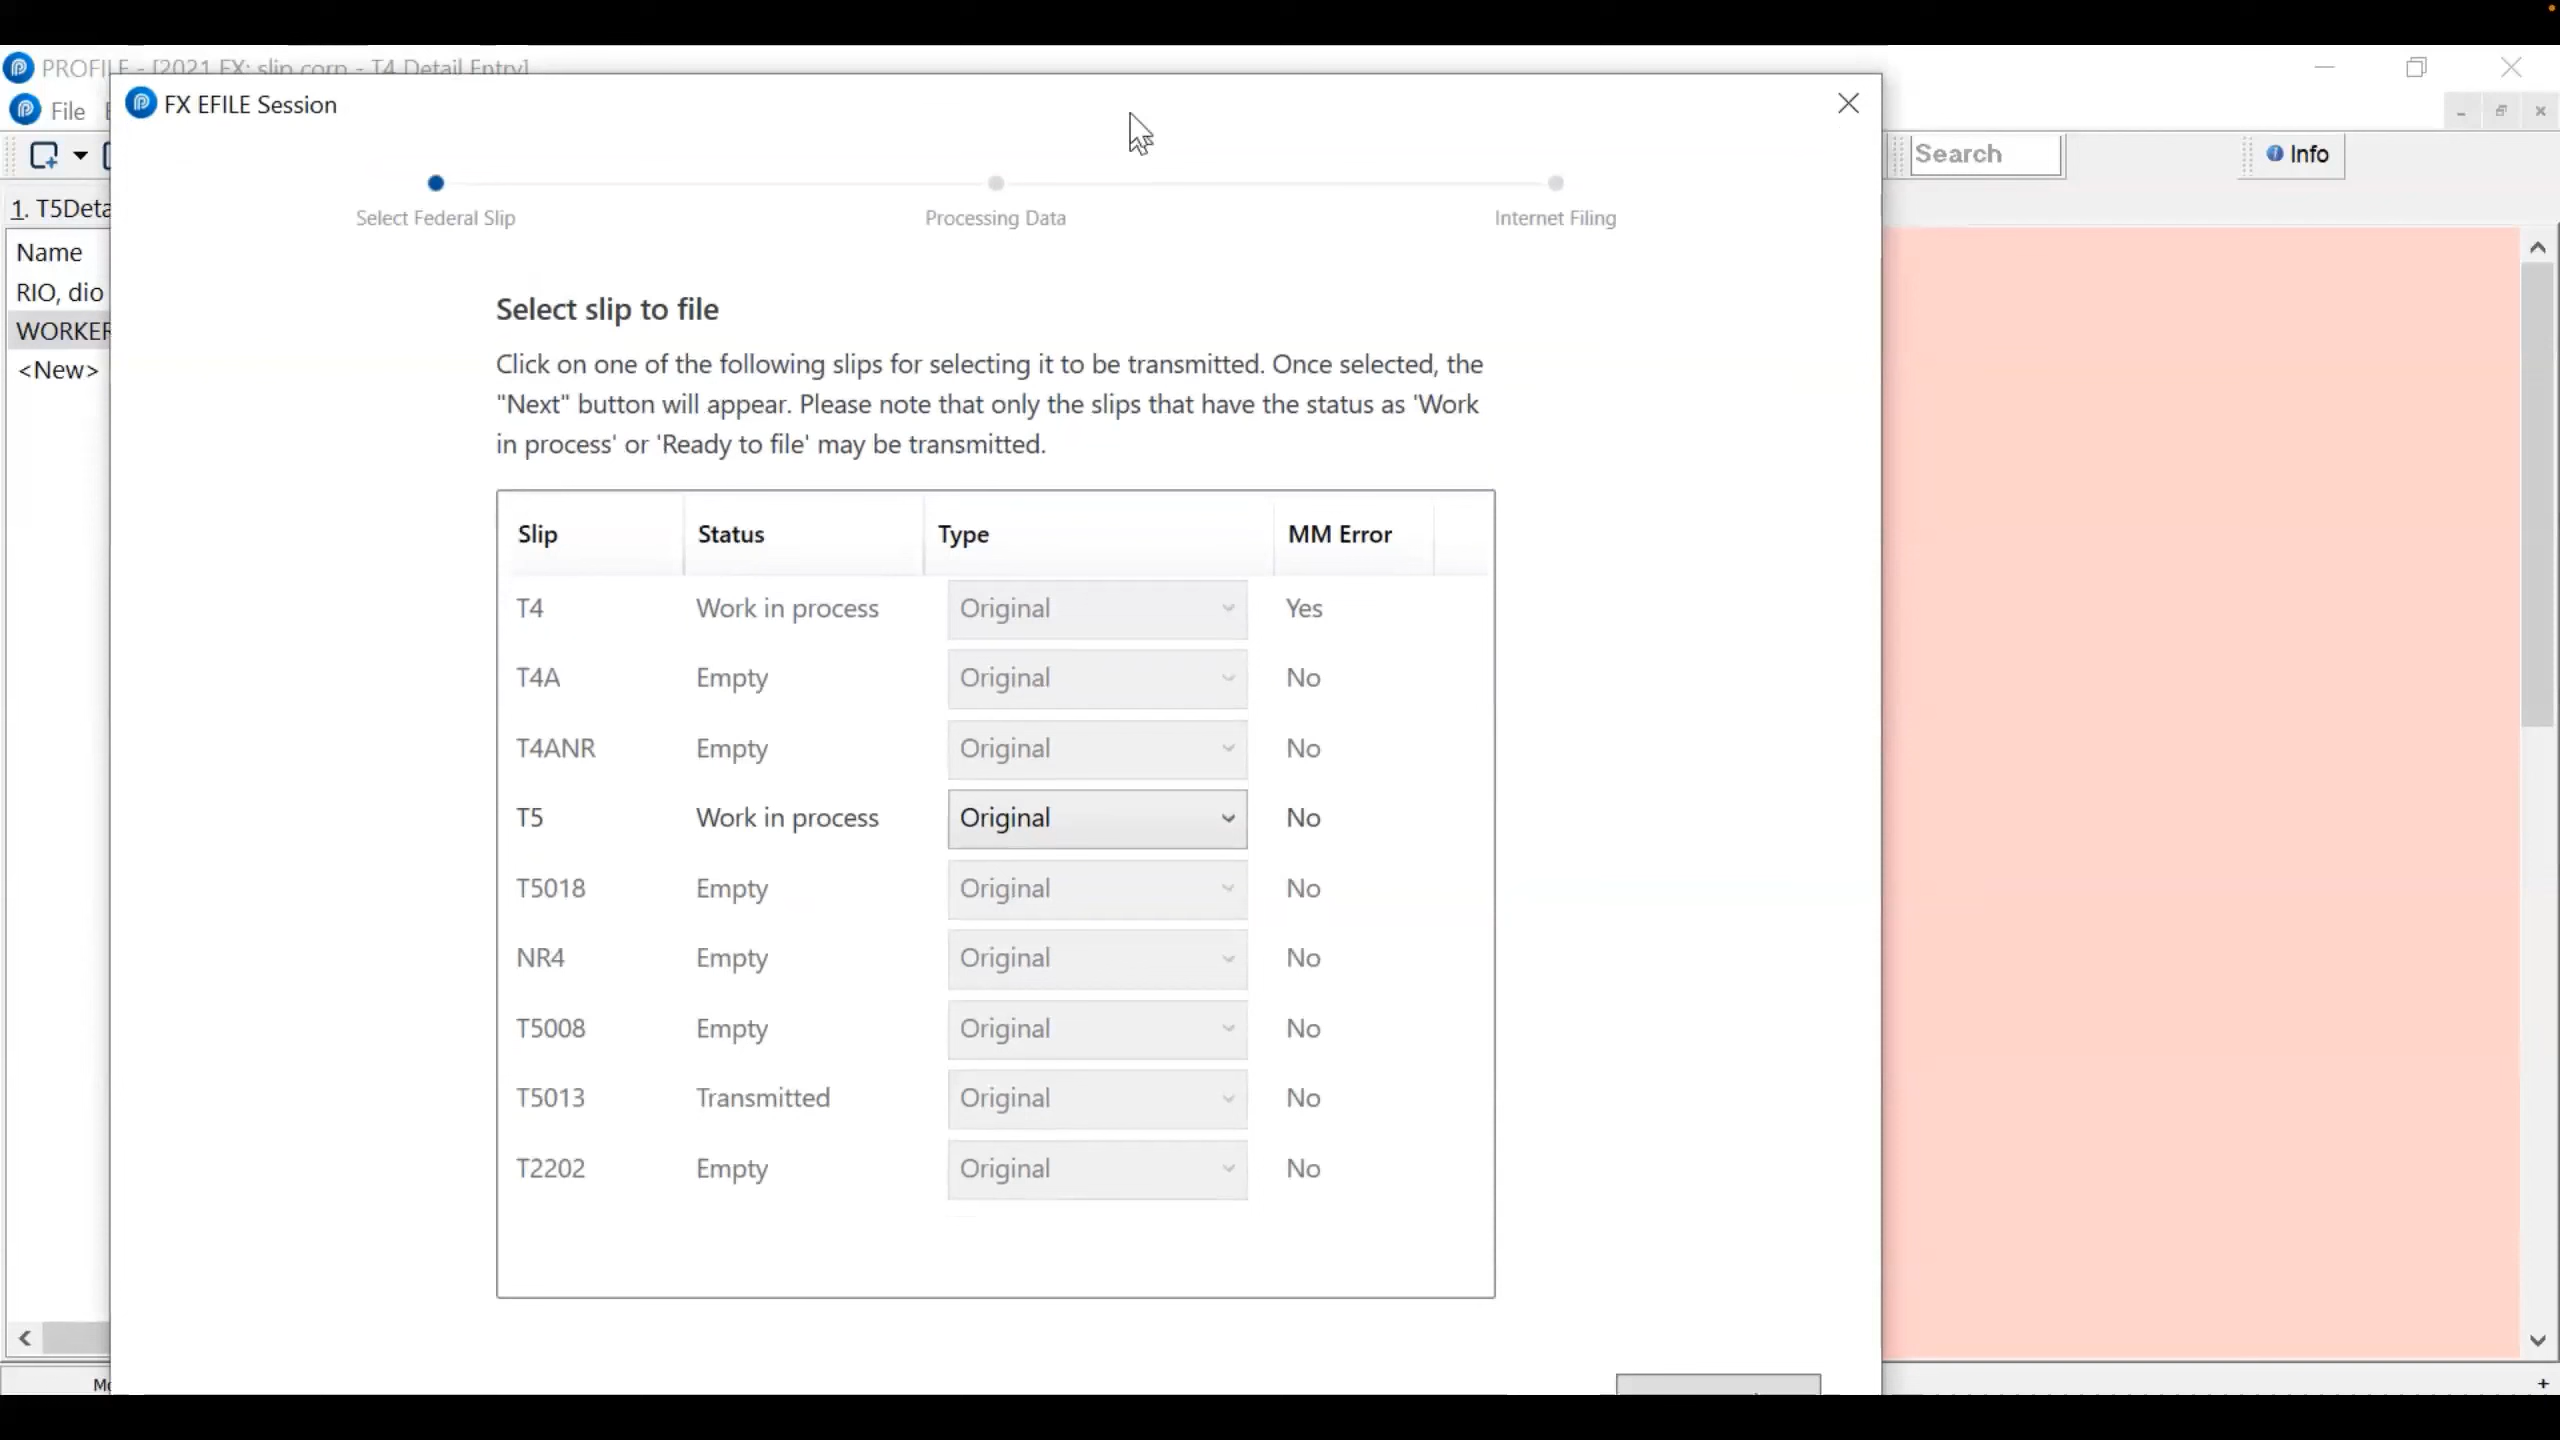 PROFILE - [2021 FX: slip corp - T4 Detail Entry]
FX EFILE Session
File
Search
Info
Select Federal Slip
Processing Data
Internet Filing
1. T5Deta
Name
RIO, dio
WORKER
<New>
Select slip to file
Click on one of the following slips for selecting it to be transmitted. Once selected, the
"Next" button will appear. Please note that only the slips that have the status as 'Work
in process' or 'Ready to file' may be transmitted.
Slip Status Type MM Error
T4 Work in process Original Yes
T4A Empty Original No
T4ANR Empty Original No
T5 Work in process Original No
T5018 Empty Original No
NR4 Empty Original No
T5008 Empty Original No
T5013 Transmitted Original No
T2202 Empty Original No